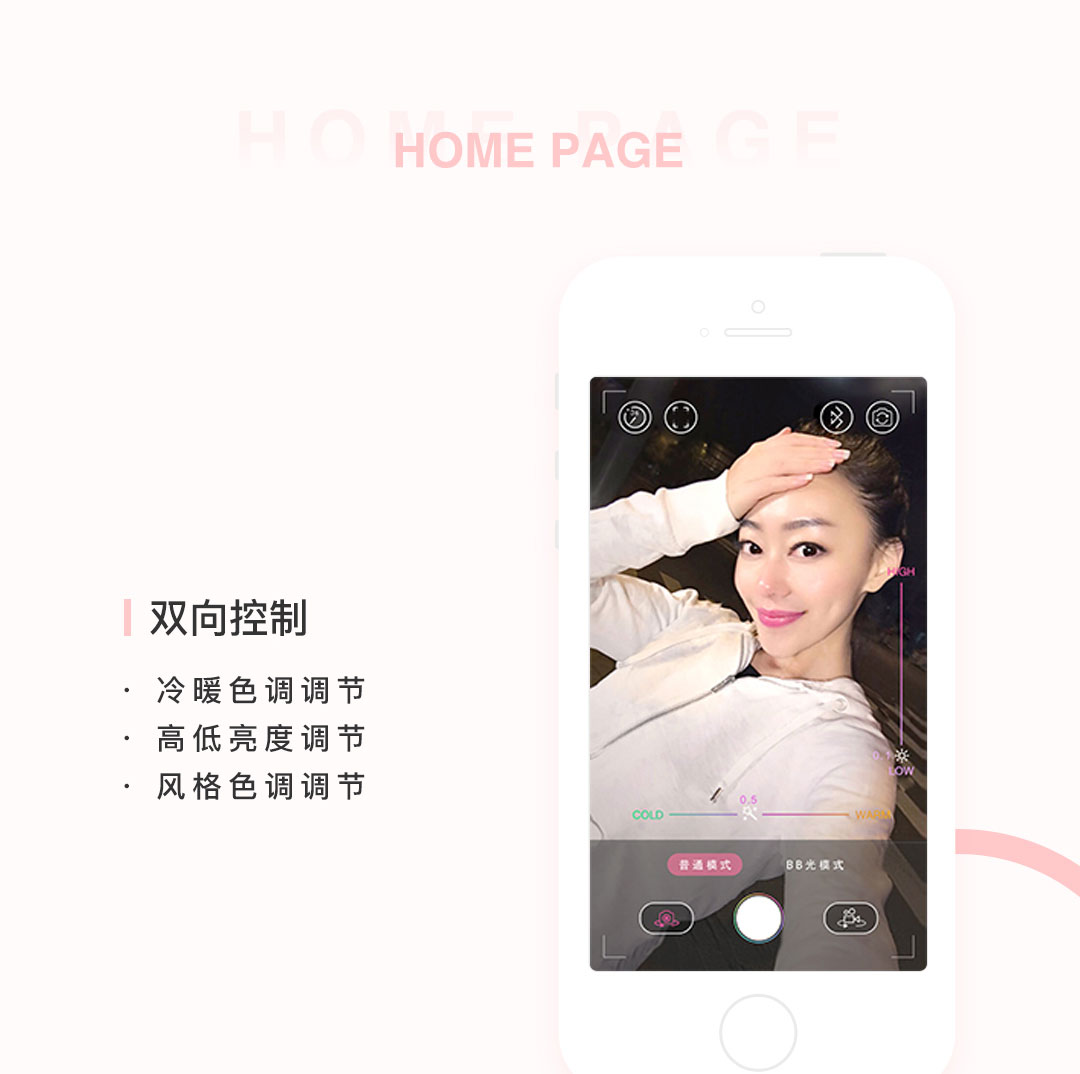 HOME PAGE
HOME PAGE
双向控制
· 冷暖色调调节
· 高低亮度调节
· 风格色调调节
HIGH
0.1
LOW
0.5
COLD
WARM
普通模式
BB光模式